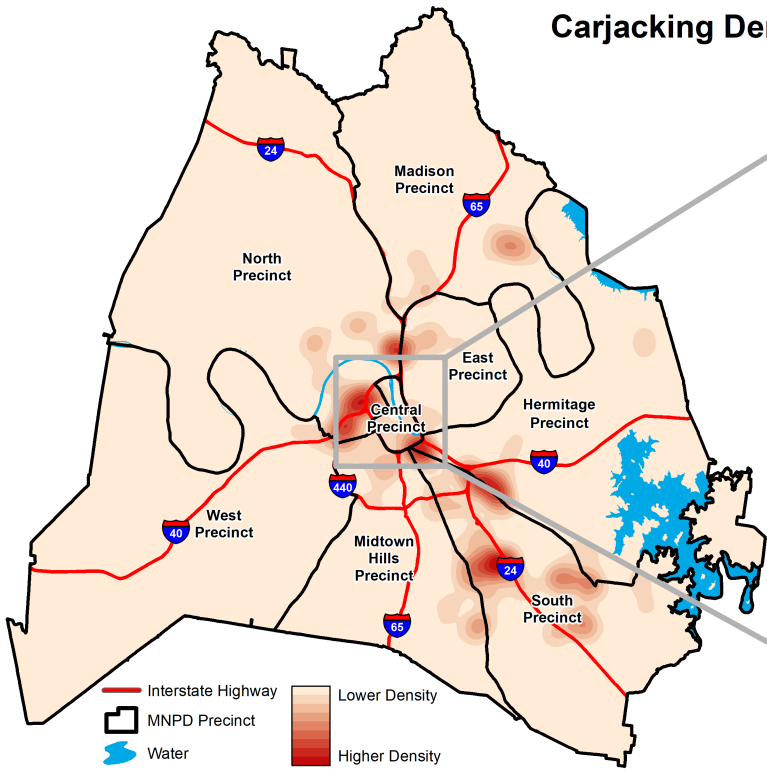 Carjacking De
24
Madison
Precinct
65
North
Precinct
East
Precinct
Central
Precinct
Hermitage
Precinct
40
440
West
Precinct
40
Midtown
Hills
Precinct
24
South
Precinct
65
Interstate Highway
MNPD Precinct
Water
Lower Density
Higher Density